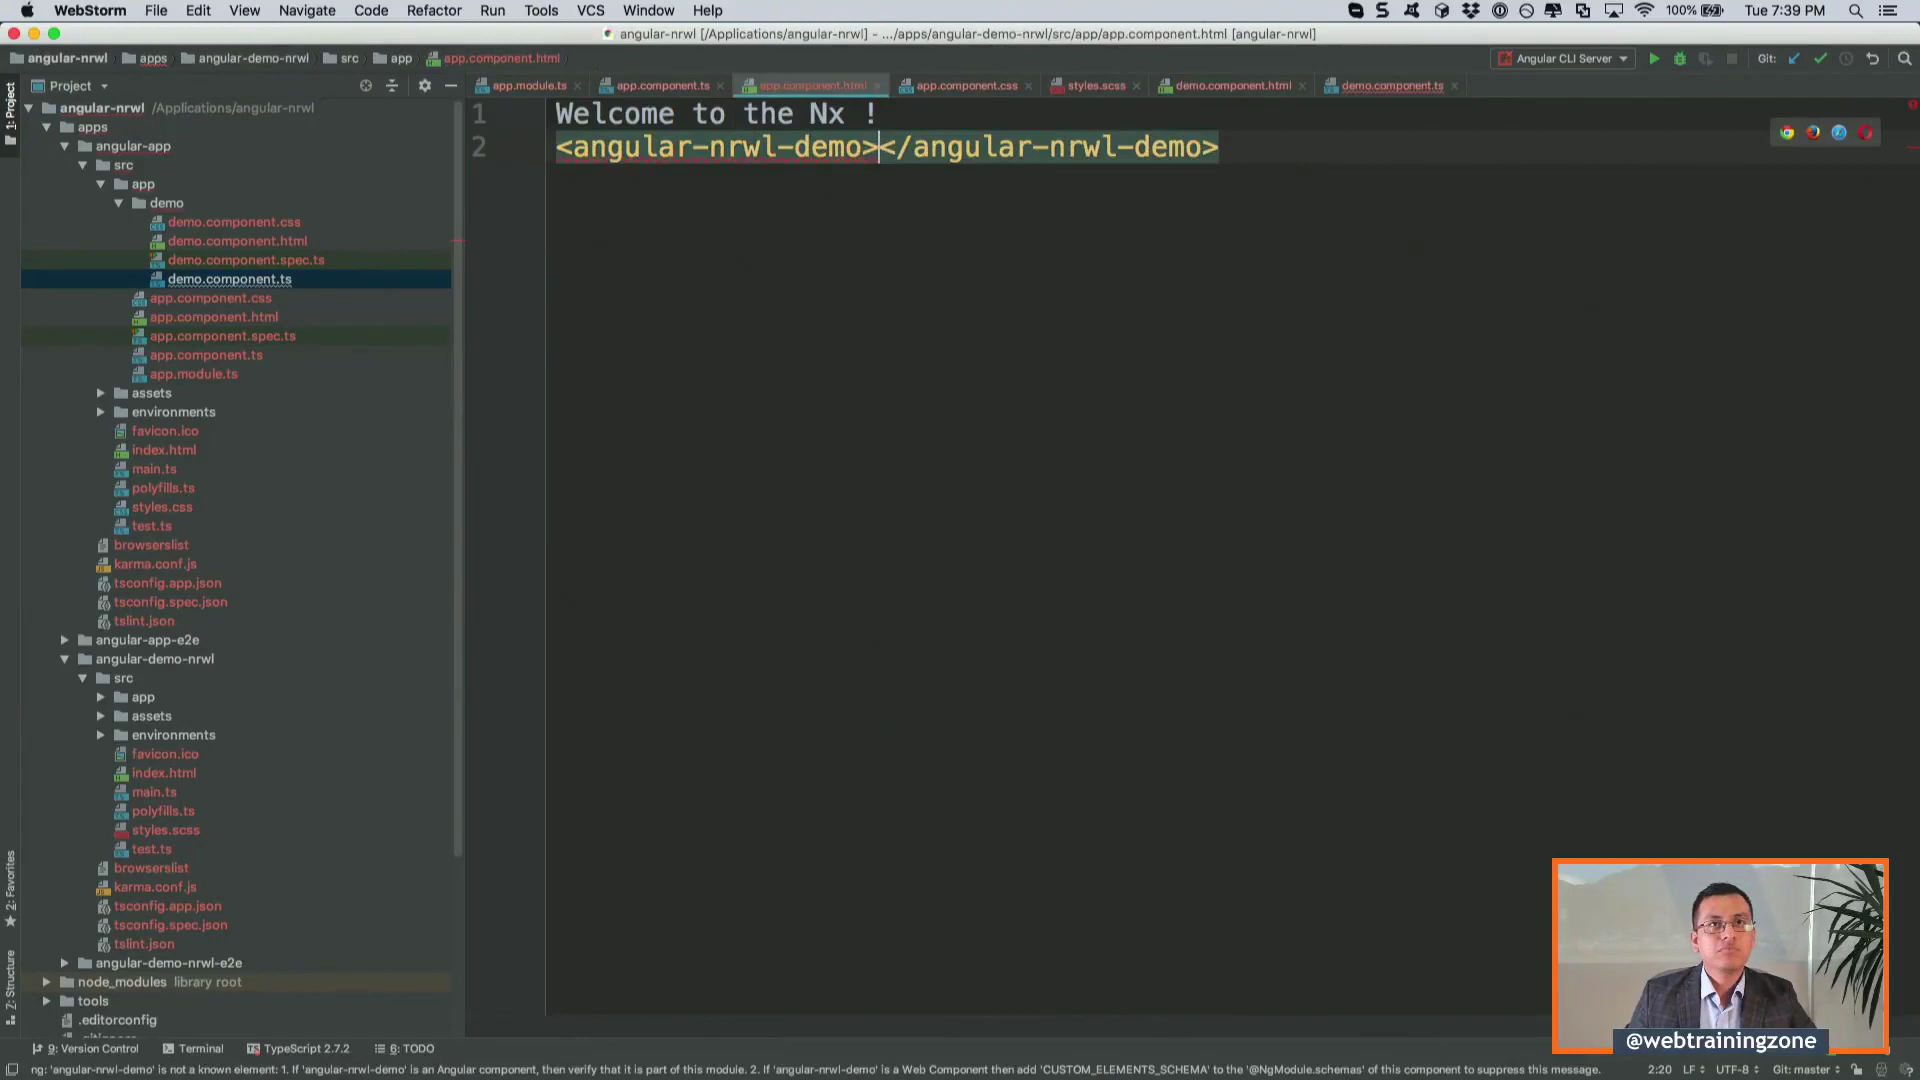 WebStorm File Edit View Navigate Code Refactor Run Tools VCS Window Help 100% Tue 7:39 PM
angular-nrwl [/Applications/angular-nrwl] - .../apps/angular-demo-nrwl/src/app/app.component.html [angular-nrwl]
angular-nrwl apps angular-demo-nrwl src app app.component.html Angular CLI Server Git:
Project app.module.ts app.component.ts app.component.html app.component.css styles.scss demo.component.html demo.component.ts
1: Project
angular-nrwl /Applications/angular-nrwl
apps
angular-app
src
app
demo
demo.component.css
demo.component.html
demo.component.spec.ts
demo.component.ts
app.component.css
app.component.html
app.component.spec.ts
app.component.ts
app.module.ts
assets
environments
favicon.ico
index.html
main.ts
polyfills.ts
styles.css
test.ts
browserslist
karma.conf.js
tsconfig.app.json
tsconfig.spec.json
tslint.json
angular-app-e2e
angular-demo-nrwl
src
app
assets
environments
favicon.ico
index.html
main.ts
polyfills.ts
styles.scss
test.ts
browserslist
karma.conf.js
tsconfig.app.json
tsconfig.spec.json
tslint.json
angular-demo-nrwl-e2e
node_modules library root
tools
.editorconfig
1 Welcome to the Nx !
2 <angular-nrwl-demo></angular-nrwl-demo>
2: Favorites
Z: Structure
@webtrainingzone
9: Version Control Terminal TypeScript 2.7.2 6: TODO
ng: 'angular-nrwl-demo' is not a known element: 1. If 'angular-nrwl-demo' is an Angular component, then verify that it is part of this module. 2. If 'angular-nrwl-demo' is a Web Component then add 'CUSTOM_ELEMENTS_SCHEMA' to the '@NgModule.schemas' of this component to suppress this message. 2:20 LF UTF-8 Git: master